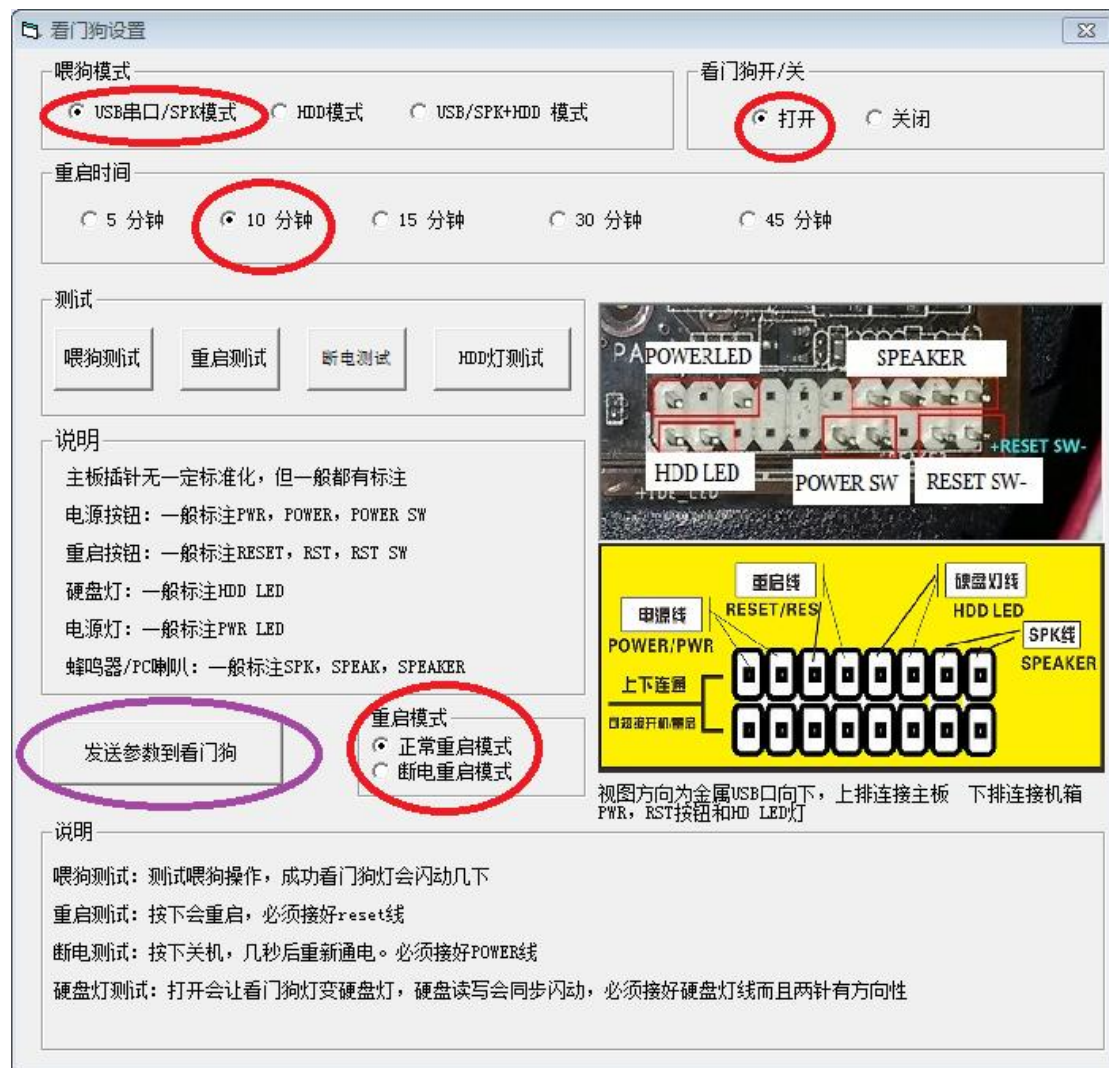 看门狗设置
喂狗模式
USB串口/SPK模式 HDD模式 USB/SPK+HDD 模式
看门狗开/关
打开 关闭
重启时间
5 分钟 10 分钟 15 分钟 30 分钟 45 分钟
测试
喂狗测试 重启测试 断电测试 HDD灯测试
PA
POWERLED SPEAKER
+RESET SW-
HDD LED POWER SW RESET SW-
说明
主板插针无一定标准化，但一般都有标注
电源按钮：一般标注PWR，POWER，POWER SW
重启按钮：一般标注RESET，RST，RST SW
硬盘灯：一般标注HDD LED
电源灯：一般标注PWR LED
蜂鸣器/PC喇叭：一般标注SPK，SPEAK，SPEAKER
重启线
RESET/RES
硬盘灯线
HDD LED
电源线
POWER/PWR
SPK线
SPEAKER
上下连通
发送参数到看门狗
重启模式
正常重启模式
断电重启模式
视图方向为金属USB口向下，上排连接主板 下排连接机箱
PWR，RST按钮和HD LED灯
说明
喂狗测试：测试喂狗操作，成功看门狗灯会闪动几下
重启测试：按下会重启，必须接好reset线
断电测试：按下关机，几秒后重新通电。必须接好POWER线
硬盘灯测试：打开会让看门狗灯变硬盘灯，硬盘读写会同步闪动，必须接好硬盘灯线而且两针有方向性